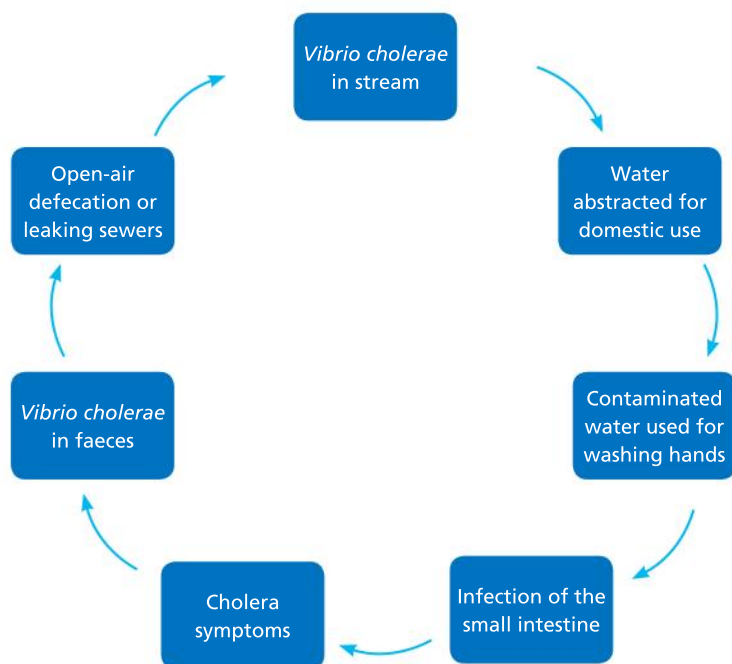 Vibrio cholerae
in stream
Water
abstracted for
domestic use
Contaminated
water used for
washing hands
Infection of the
small intestine
Cholera
symptoms
Vibrio cholerae
in faeces
Open-air
defecation or
leaking sewers